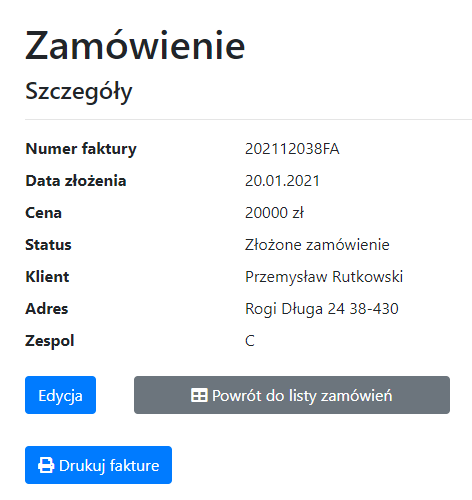 Zamówienie
Szczegóły
Numer faktury 202112038FA
Data złożenia 20.01.2021
Cena 20000 zł
Status Złożone zamówienie
Klient Przemysław Rutkowski
Adres Rogi Długa 24 38-430
Zespol C
Edycja Powrót do listy zamówień
Drukuj fakture